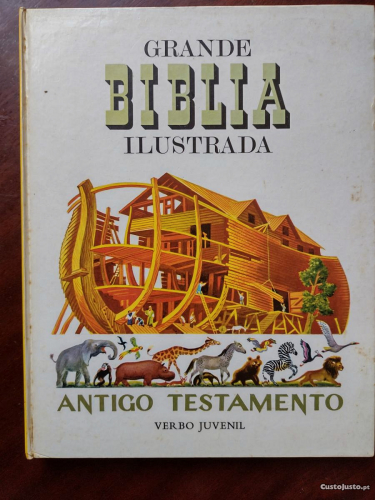 GRANDE
BIBLIA
ILUSTRADA
ANTIGO TESTAMENTO
VERBO JUVENIL
CustoJusto.pt